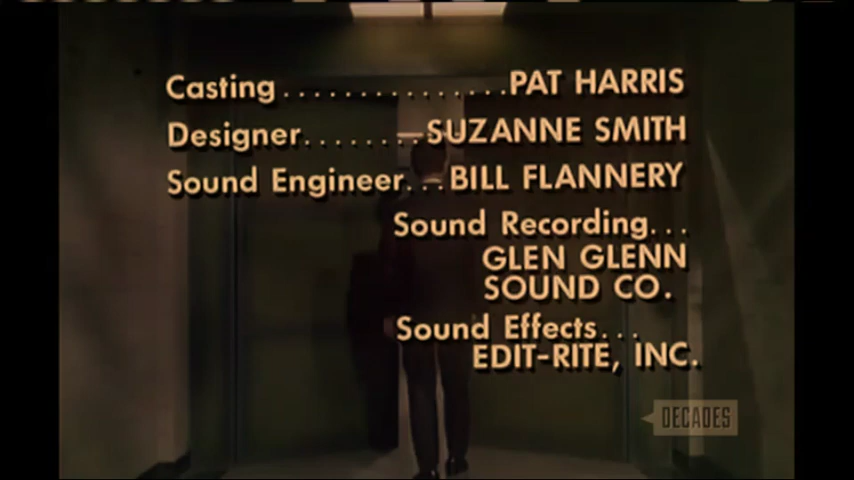 Casting...............PAT HARRIS
Designer........SUZANNE SMITH
Sound Engineer...BILL FLANNERY
Sound Recording...
GLEN GLENN
SOUND CO.
Sound Effects...
EDIT-RITE, INC.
DECADES